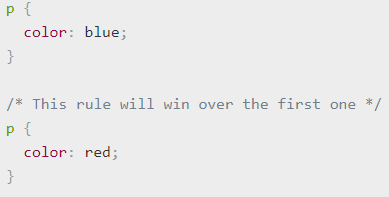 p {
  color: blue;
}

/* This rule will win over the first one */
p {
  color: red;
}